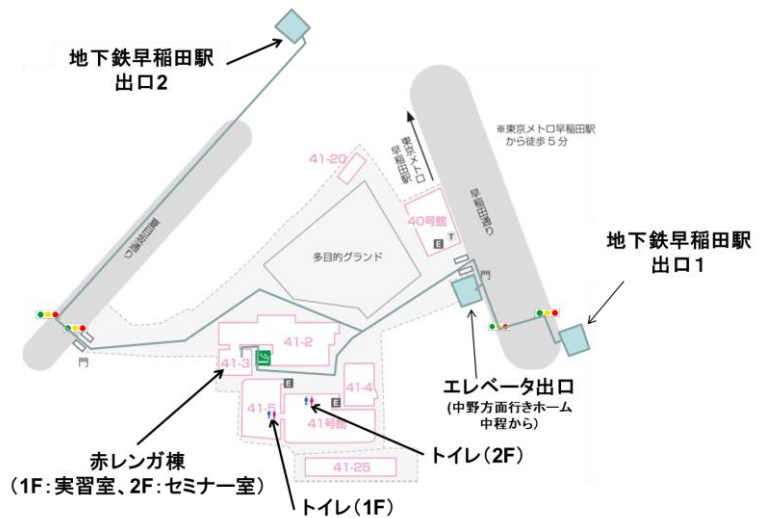 地下鉄早稲田駅
出口2
41-20
東京メトロ
早稲田駅
※東京メトロ早稲田駅
から徒歩5分
早稲田通り
40号館
E
T
多目的グランド
門
地下鉄早稲田駅
出口1
41-2
41-3
門
エレベータ出口
(中野方面行きホーム
中程から)
E
41-4
41-5
E
41号館
赤レンガ棟
(1F:実習室、2F:セミナー室)
トイレ(2F)
41-25
トイレ(1F)